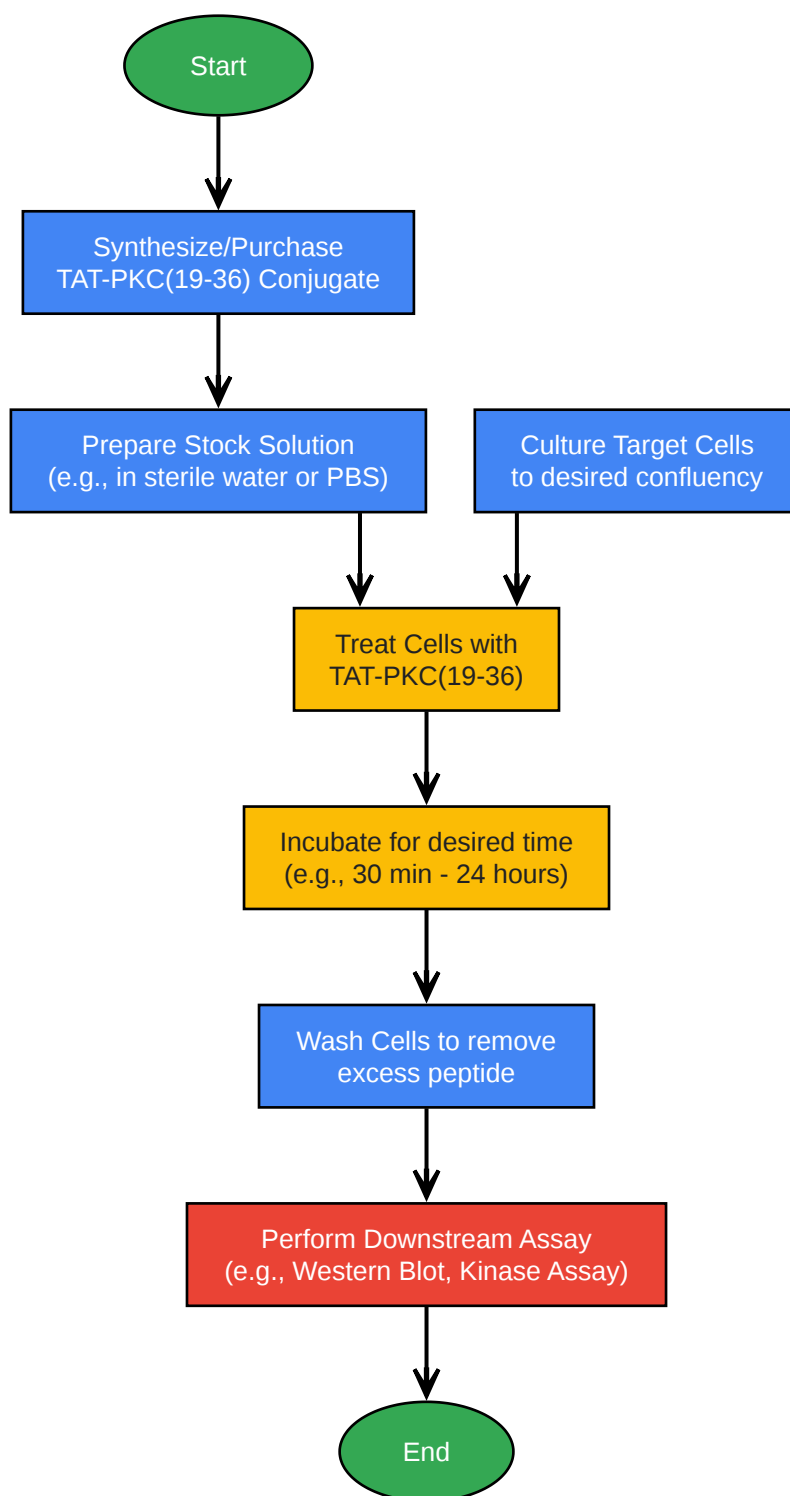 Start
Synthesize/Purchase
TAT-PKC(19-36) Conjugate
Prepare Stock Solution
(e.g., in sterile water or PBS)
Culture Target Cells
to desired confluency
Treat Cells with
TAT-PKC(19-36)
Incubate for desired time
(e.g., 30 min - 24 hours)
Wash Cells to remove
excess peptide
Perform Downstream Assay
(e.g., Western Blot, Kinase Assay)
End